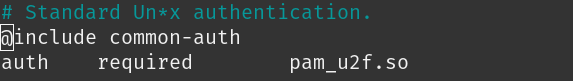 # Standard Un*x authentication.
@include common-auth
auth    required        pam_u2f.so